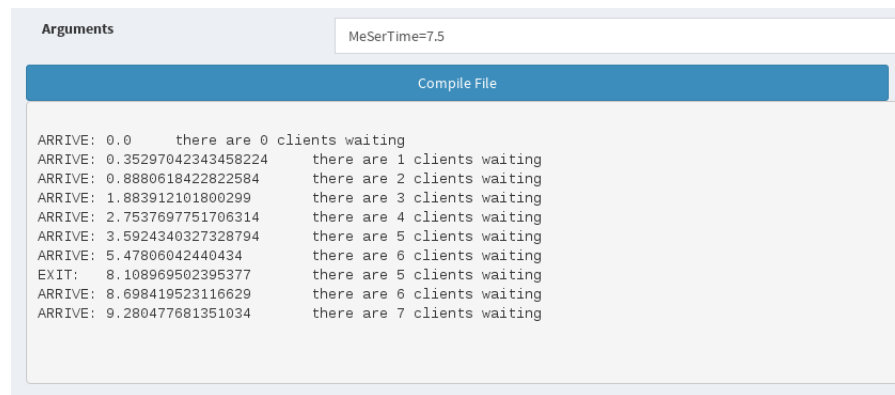 Arguments
MeSerTime=7.5
Compile File
ARRIVE: 0.0 there are 0 clients waiting
ARRIVE: 0.35297042343458224 there are 1 clients waiting
ARRIVE: 0.8880618422822584 there are 2 clients waiting
ARRIVE: 1.883912101800299 there are 3 clients waiting
ARRIVE: 2.7537697751706314 there are 4 clients waiting
ARRIVE: 3.5924340327328794 there are 5 clients waiting
ARRIVE: 5.47806042440434 there are 6 clients waiting
EXIT: 8.108969502395377 there are 5 clients waiting
ARRIVE: 8.698419523116629 there are 6 clients waiting
ARRIVE: 9.280477681351034 there are 7 clients waiting